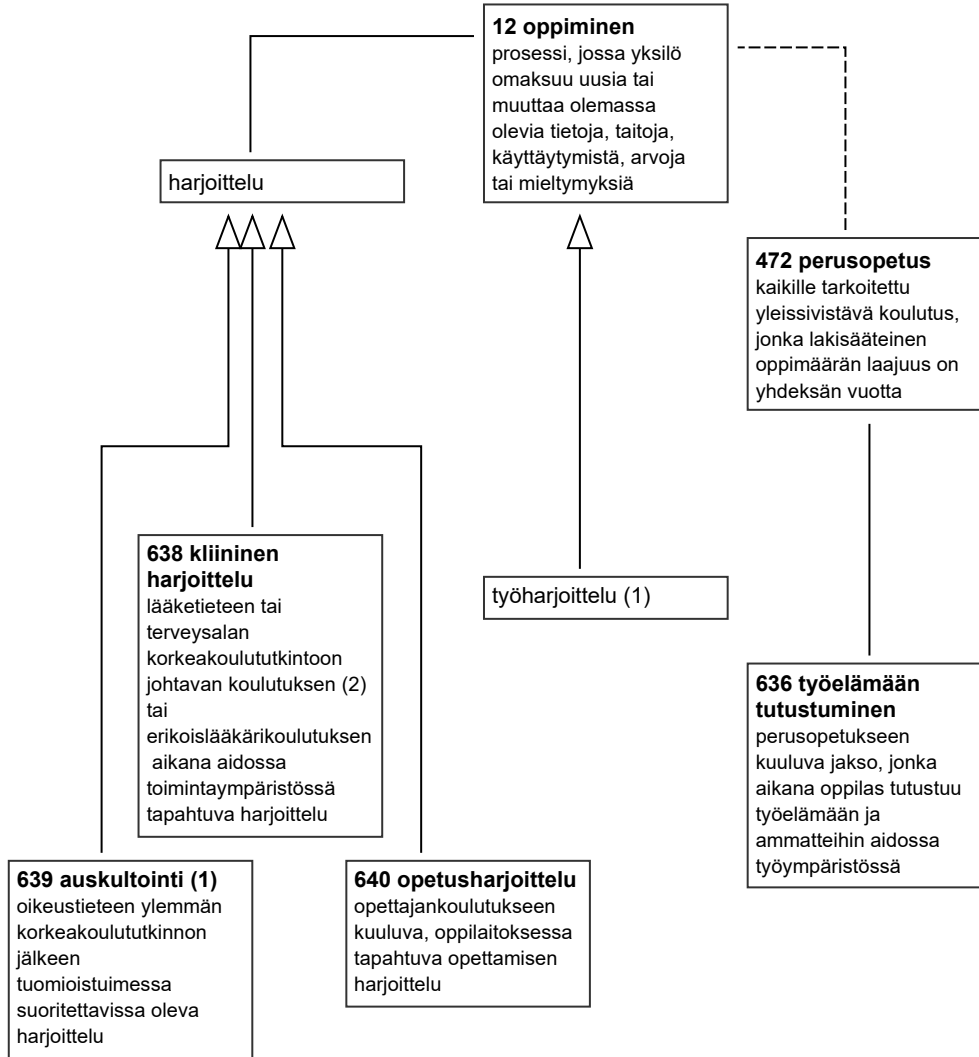 12 oppiminen
prosessi, jossa yksilö
omaksuu uusia tai
muuttaa olemassa
olevia tietoja, taitoja,
käyttäytymistä, arvoja
tai mieltymyksiä
harjoittelu
472 perusopetus
kaikille tarkoitettu
yleissivistävä koulutus,
jonka lakisääteinen
oppimäärän laajuus on
yhdeksän vuotta
638 kliininen
harjoittelu
lääketieteen tai
terveysalan
korkeakoulututkintoon
johtavan koulutuksen (2)
tai
erikoislääkärikoulutuksen
aikana aidossa
toimintaympäristössä
tapahtuva harjoittelu
työharjoittelu (1)
636 työelämään
tutustuminen
perusopetukseen
kuuluva jakso, jonka
aikana oppilas tutustuu
työelämään ja
ammatteihin aidossa
työympäristössä
639 auskultointi (1)
oikeustieteen ylemmän
korkeakoulututkinnon
jälkeen
tuomioistuimessa
suoritettavissa oleva
harjoittelu
640 opetusharjoittelu
opettajankoulutukseen
kuuluva, oppilaitoksessa
tapahtuva opettamisen
harjoittelu